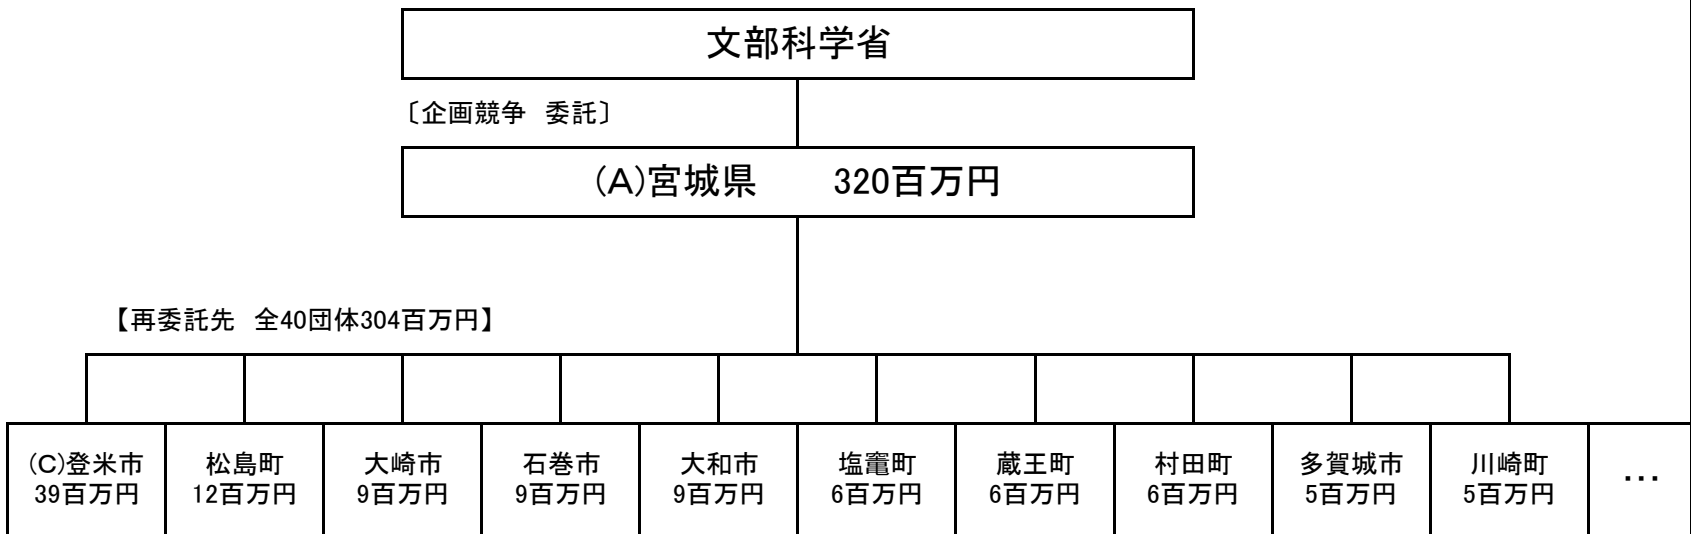 文部科学省
〔企画競争　委託〕
(A)宮城県　　320百万円
【再委託先　全40団体304百万円】
(C)登米市
39百万円
松島町
12百万円
大崎市
9百万円
石巻市
9百万円
大和市
9百万円
塩竈町
6百万円
蔵王町
6百万円
村田町
6百万円
多賀城市
5百万円
川崎町
5百万円
…